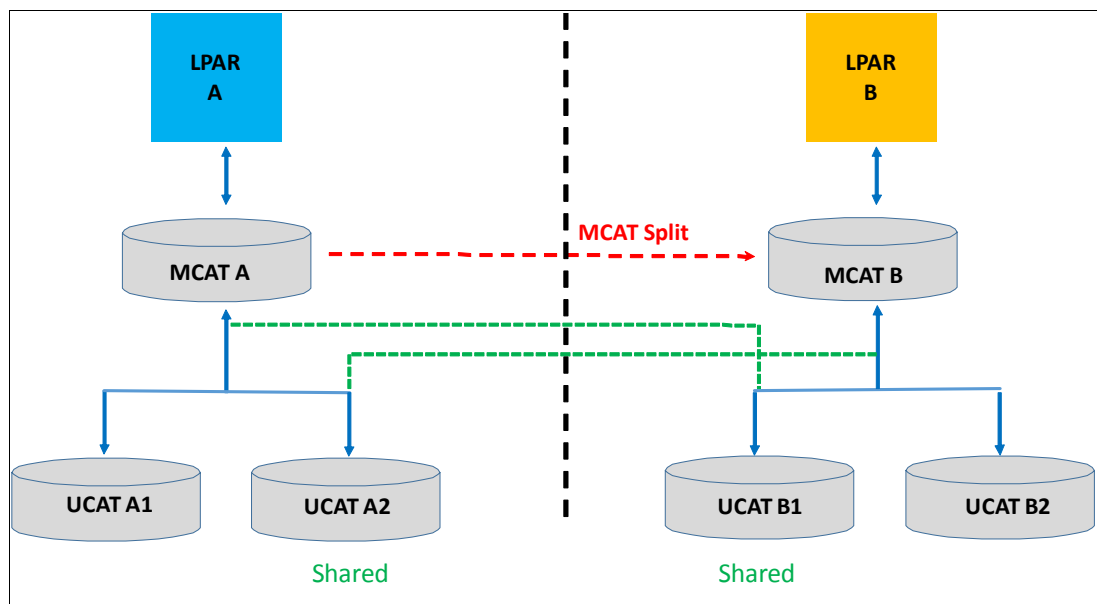 LPAR
A
LPAR
B
MCAT Split
MCAT A
MCAT B
UCAT A1
UCAT A2
UCAT B1
UCAT B2
Shared
Shared